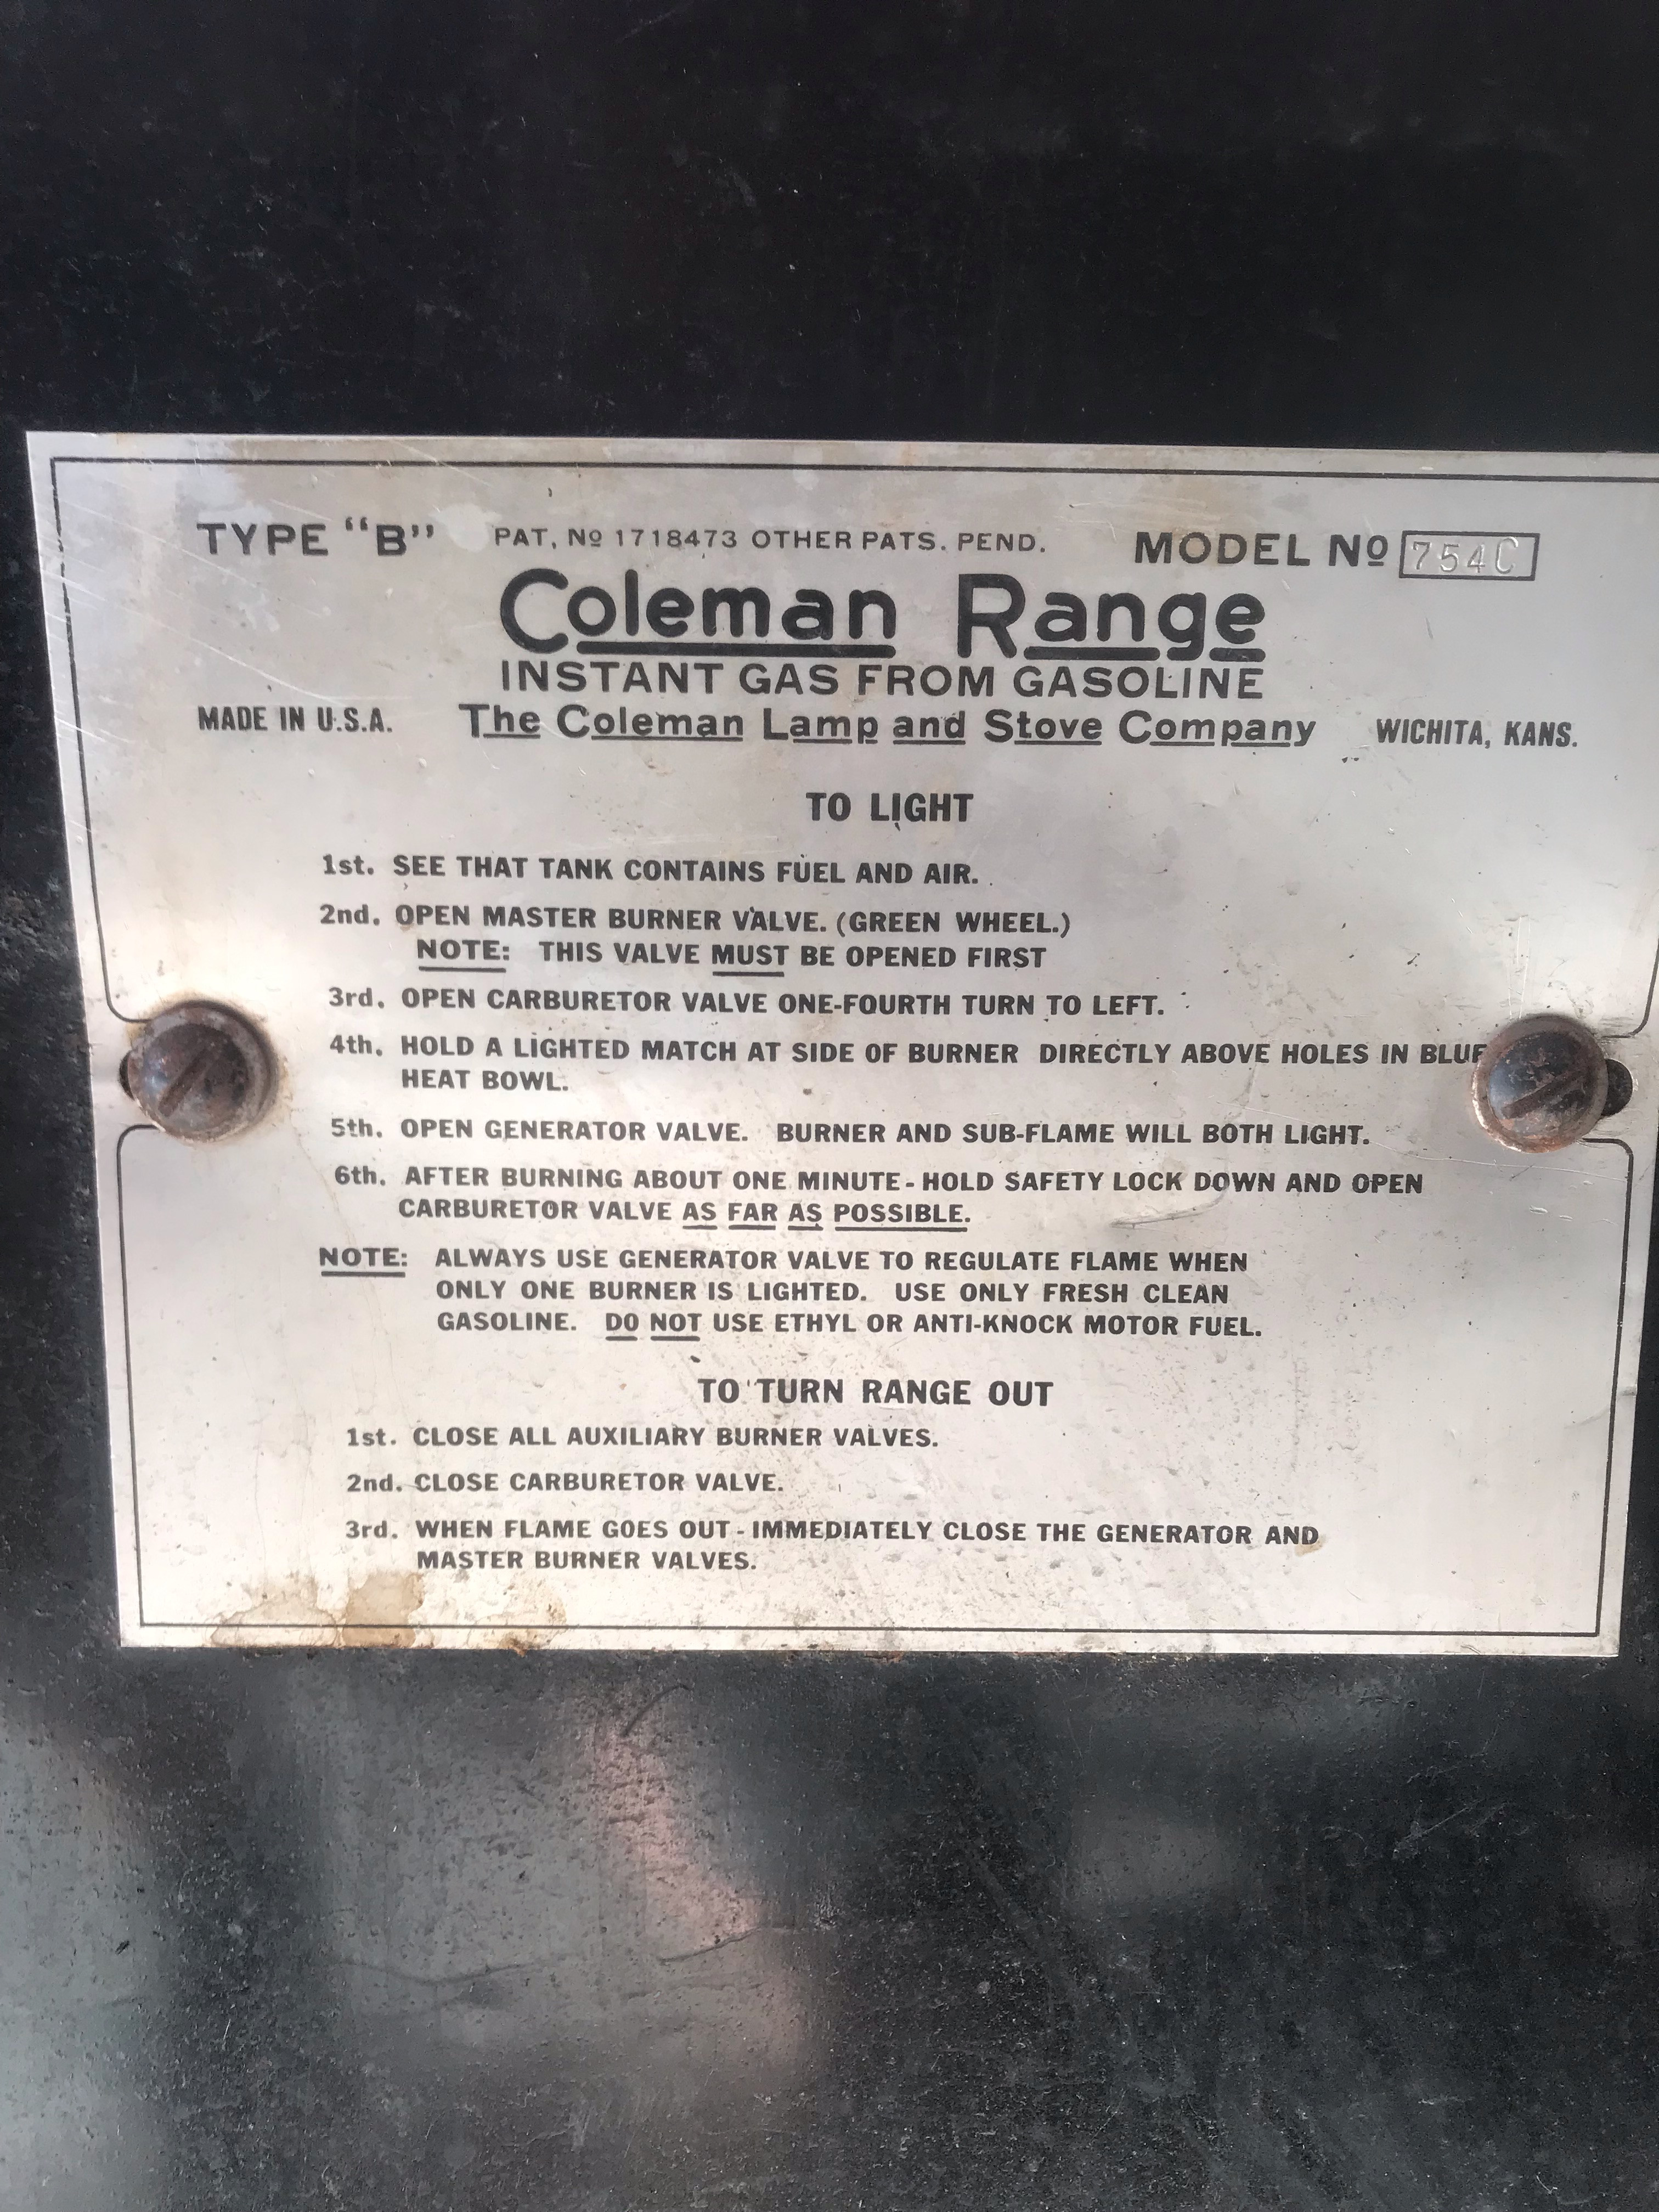 TYPE “B” PAT. Nº 1718473 OTHER PATS. PEND. MODEL Nº 754C
Coleman Range
INSTANT GAS FROM GASOLINE
MADE IN U.S.A. The Coleman Lamp and Stove Company WICHITA, KANS.
TO LIGHT
1st. SEE THAT TANK CONTAINS FUEL AND AIR.
2nd. OPEN MASTER BURNER VALVE. (GREEN WHEEL.)
NOTE: THIS VALVE MUST BE OPENED FIRST
3rd. OPEN CARBURETOR VALVE ONE-FOURTH TURN TO LEFT.
4th. HOLD A LIGHTED MATCH AT SIDE OF BURNER DIRECTLY ABOVE HOLES IN BLUE
HEAT BOWL.
5th. OPEN GENERATOR VALVE. BURNER AND SUB-FLAME WILL BOTH LIGHT.
6th. AFTER BURNING ABOUT ONE MINUTE - HOLD SAFETY LOCK DOWN AND OPEN
CARBURETOR VALVE AS FAR AS POSSIBLE.
NOTE: ALWAYS USE GENERATOR VALVE TO REGULATE FLAME WHEN
ONLY ONE BURNER IS LIGHTED. USE ONLY FRESH CLEAN
GASOLINE. DO NOT USE ETHYL OR ANTI-KNOCK MOTOR FUEL.
TO TURN RANGE OUT
1st. CLOSE ALL AUXILIARY BURNER VALVES.
2nd. CLOSE CARBURETOR VALVE.
3rd. WHEN FLAME GOES OUT - IMMEDIATELY CLOSE THE GENERATOR AND
MASTER BURNER VALVES.